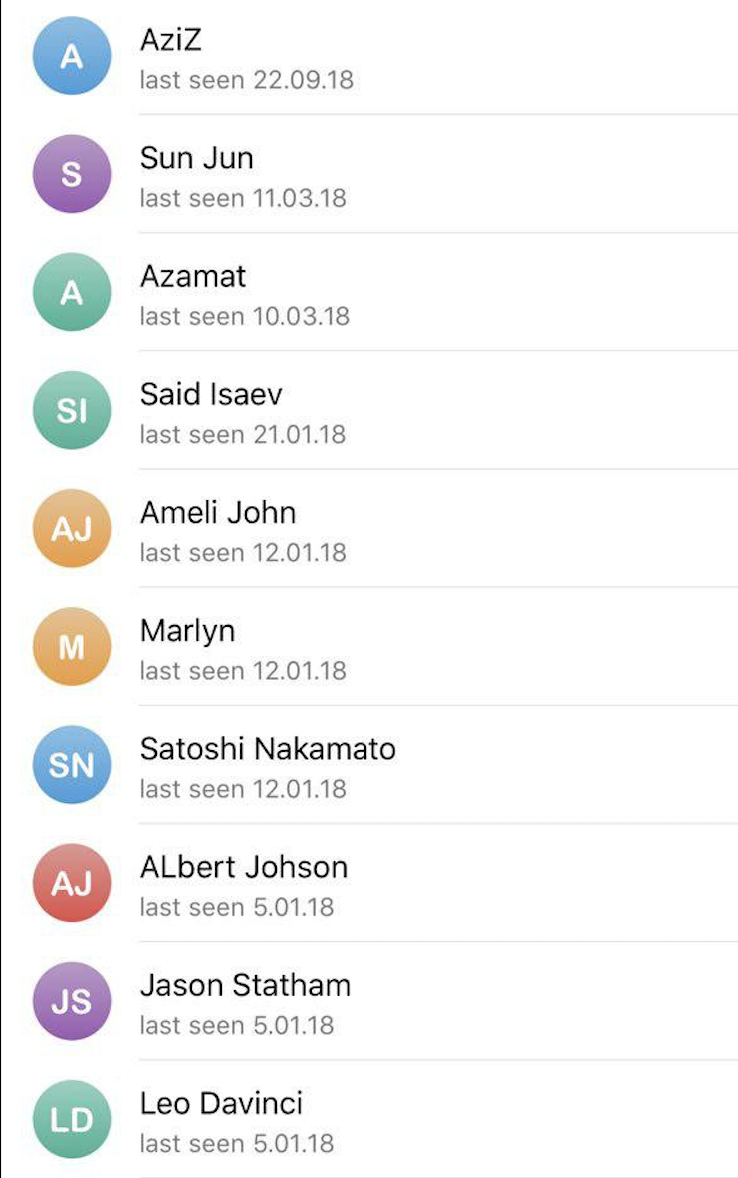 A
AziZ
last seen 22.09.18
S
Sun Jun
last seen 11.03.18
A
Azamat
last seen 10.03.18
SI
Said Isaev
last seen 21.01.18
AJ
Ameli John
last seen 12.01.18
M
Marlyn
last seen 12.01.18
SN
Satoshi Nakamato
last seen 12.01.18
AJ
ALbert Johson
last seen 5.01.18
JS
Jason Statham
last seen 5.01.18
LD
Leo Davinci
last seen 5.01.18